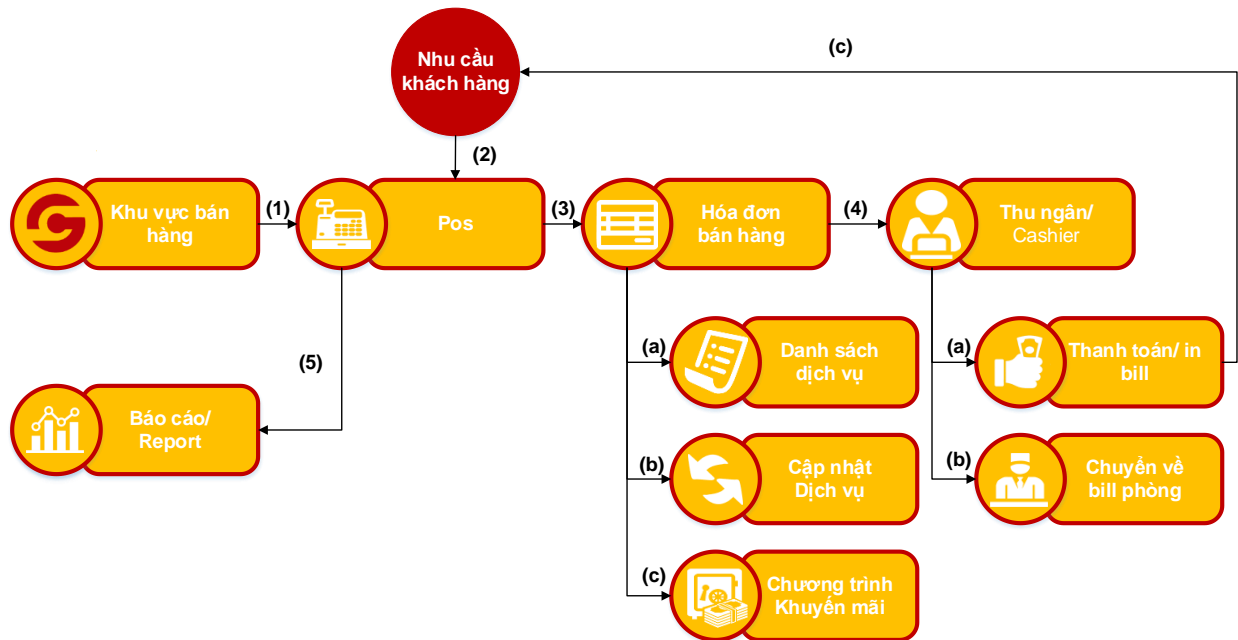 (c)
Nhu cầu
khách hàng
(2)
Khu vực bán
hàng
(1)
Pos
(3)
Hóa đơn
bán hàng
(4)
Thu ngân/
Cashier
(5)
(a)
Danh sách
dịch vụ
(a)
Thanh toán/ in
bill
Báo cáo/
Report
(b)
Cập nhật
Dịch vụ
(b)
Chuyển về
bill phòng
(c)
Chương trình
Khuyến mãi